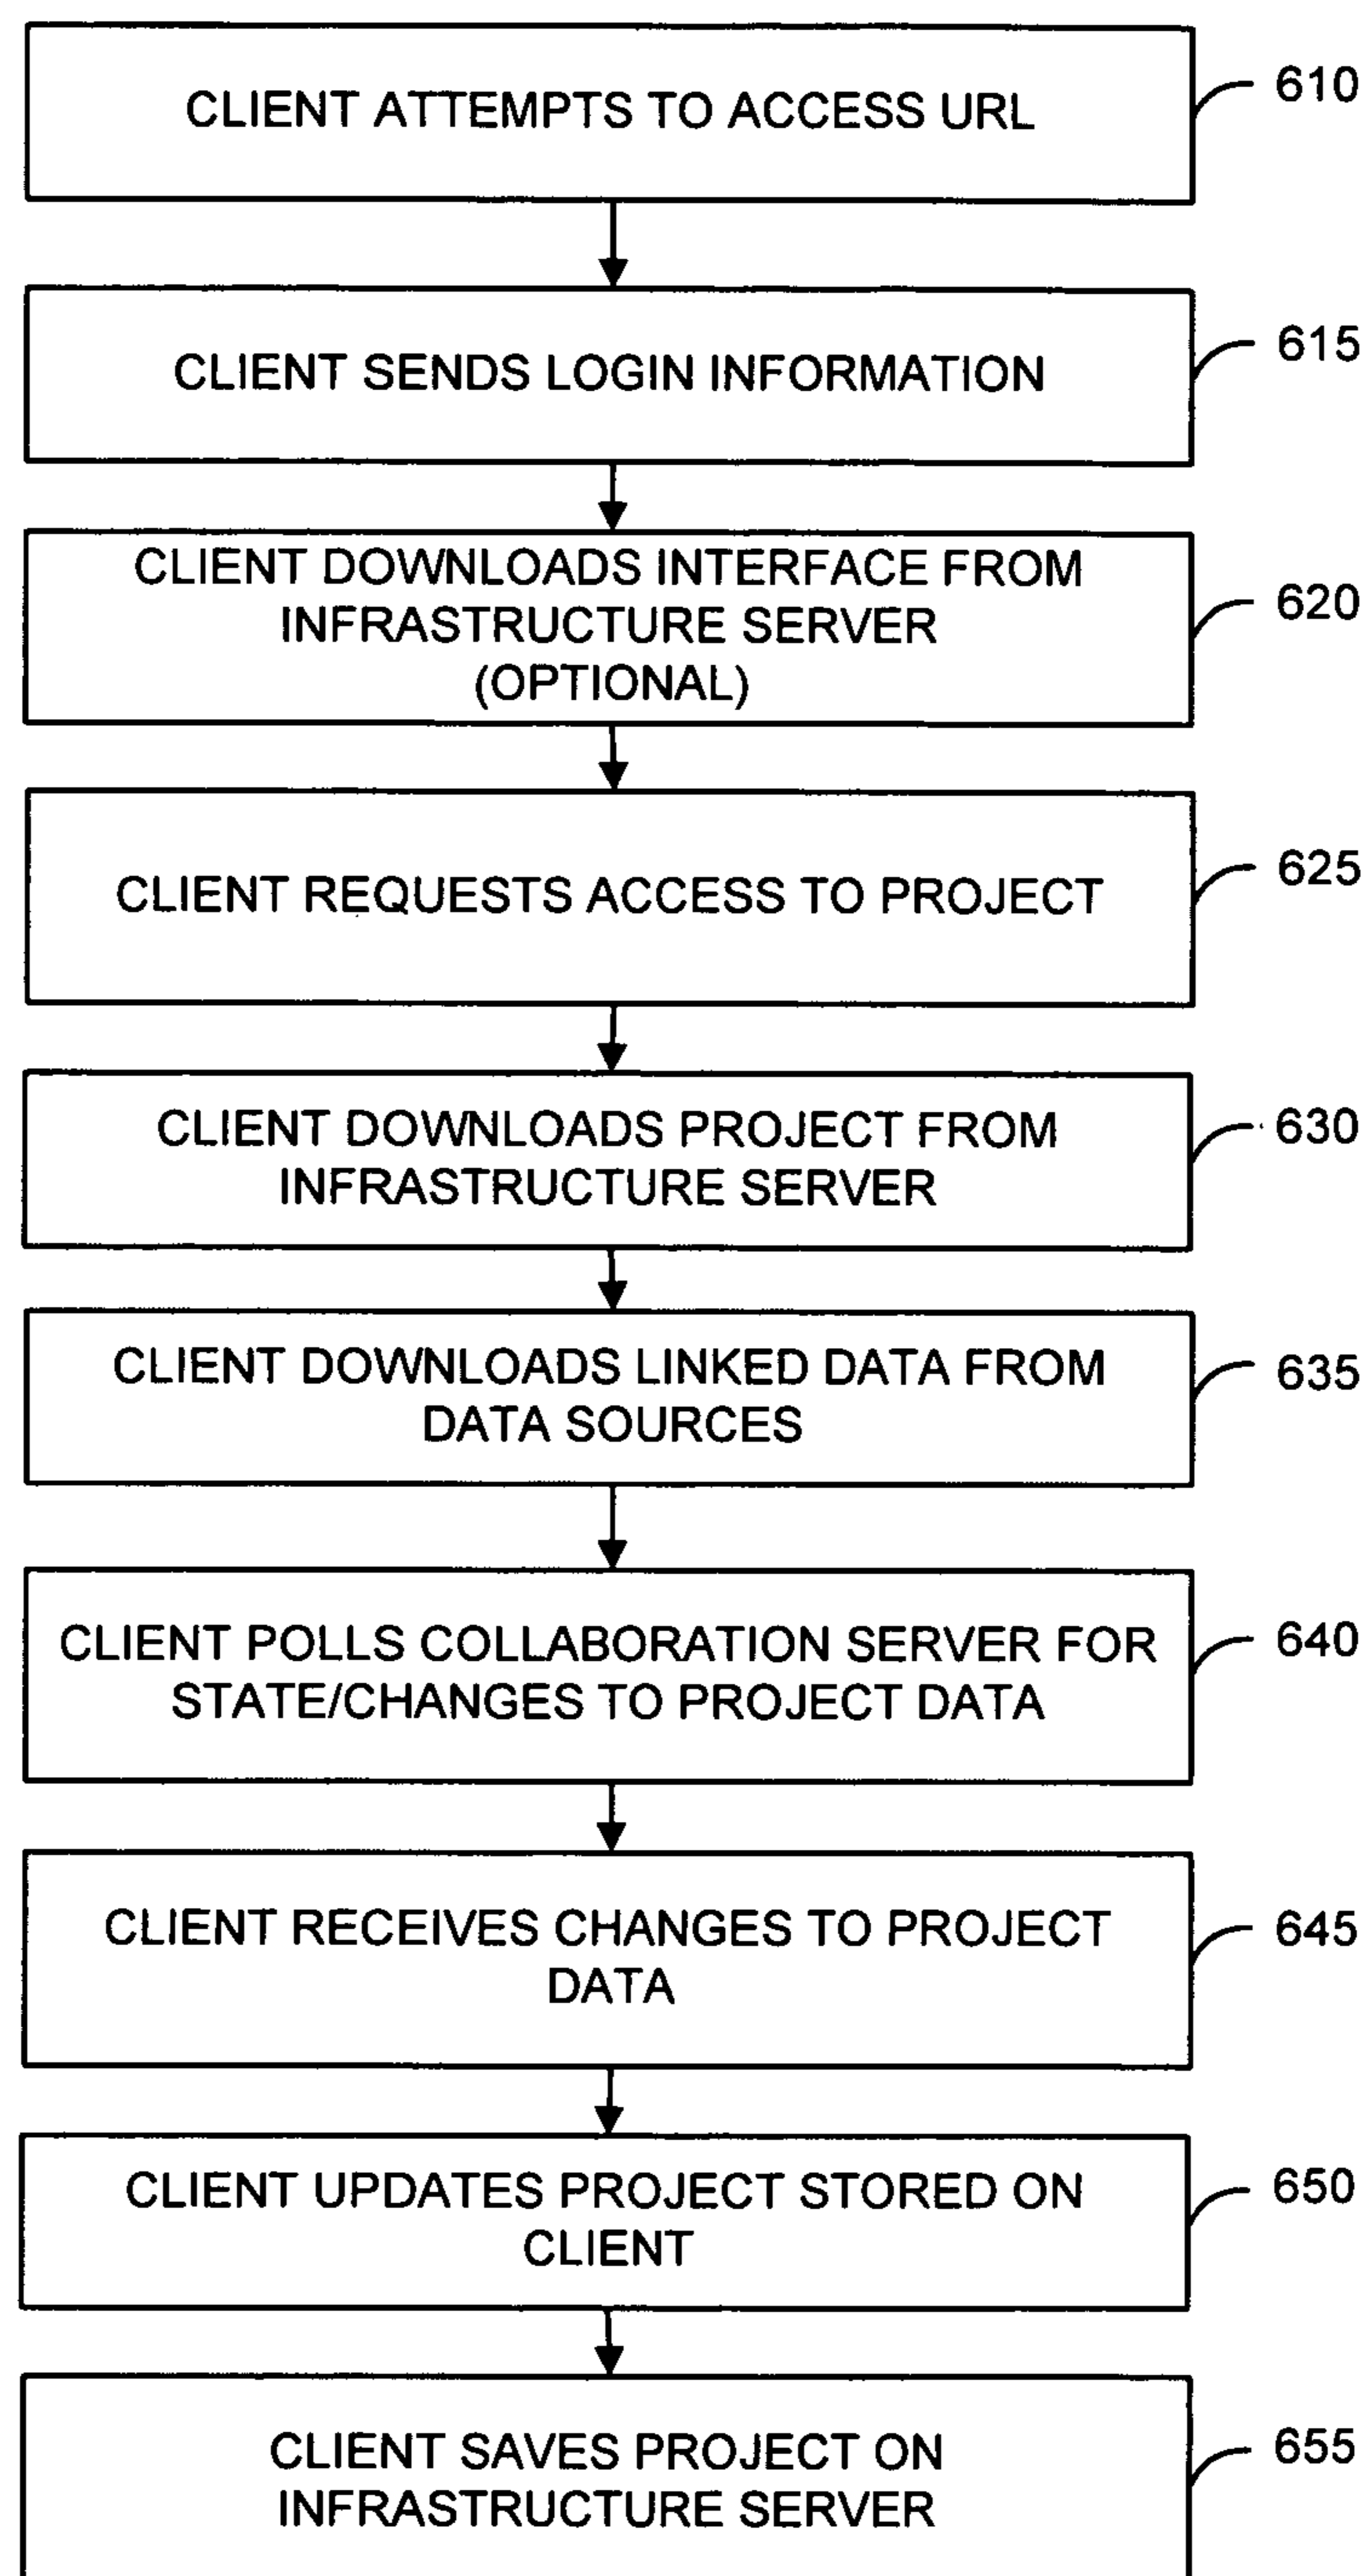 CLIENT ATTEMPTS TO ACCESS URL
610
CLIENT SENDS LOGIN INFORMATION
615
CLIENT DOWNLOADS INTERFACE FROM
INFRASTRUCTURE SERVER
(OPTIONAL)
620
CLIENT REQUESTS ACCESS TO PROJECT
625
CLIENT DOWNLOADS PROJECT FROM
INFRASTRUCTURE SERVER
630
CLIENT DOWNLOADS LINKED DATA FROM
DATA SOURCES
635
CLIENT POLLS COLLABORATION SERVER FOR
STATE/CHANGES TO PROJECT DATA
640
CLIENT RECEIVES CHANGES TO PROJECT
DATA
645
CLIENT UPDATES PROJECT STORED ON
CLIENT
650
CLIENT SAVES PROJECT ON
INFRASTRUCTURE SERVER
655